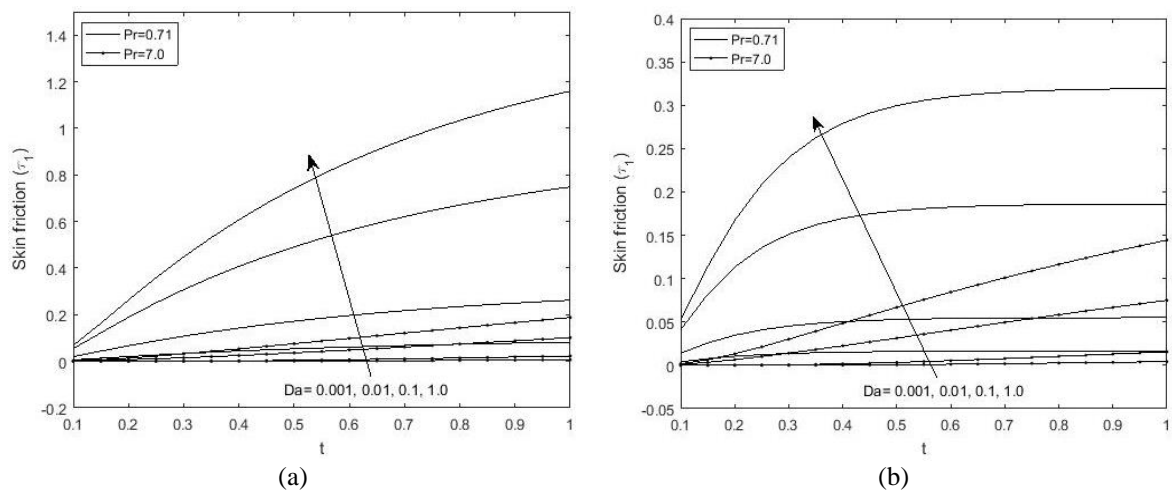 Pr=0.71
Pr=7.0
1.4
1.2
1
0.8
0.6
0.4
0.2
0
-0.2
Skin friction (τ₁)
0.1 0.2 0.3 0.4 0.5 0.6 0.7 0.8 0.9 1
t
Da= 0.001, 0.01, 0.1, 1.0
(a)
Pr=0.71
Pr=7.0
0.4
0.35
0.3
0.25
0.2
0.15
0.1
0.05
0
-0.05
Skin friction (τ₁)
0.1 0.2 0.3 0.4 0.5 0.6 0.7 0.8 0.9 1
t
Da= 0.001, 0.01, 0.1, 1.0
(b)